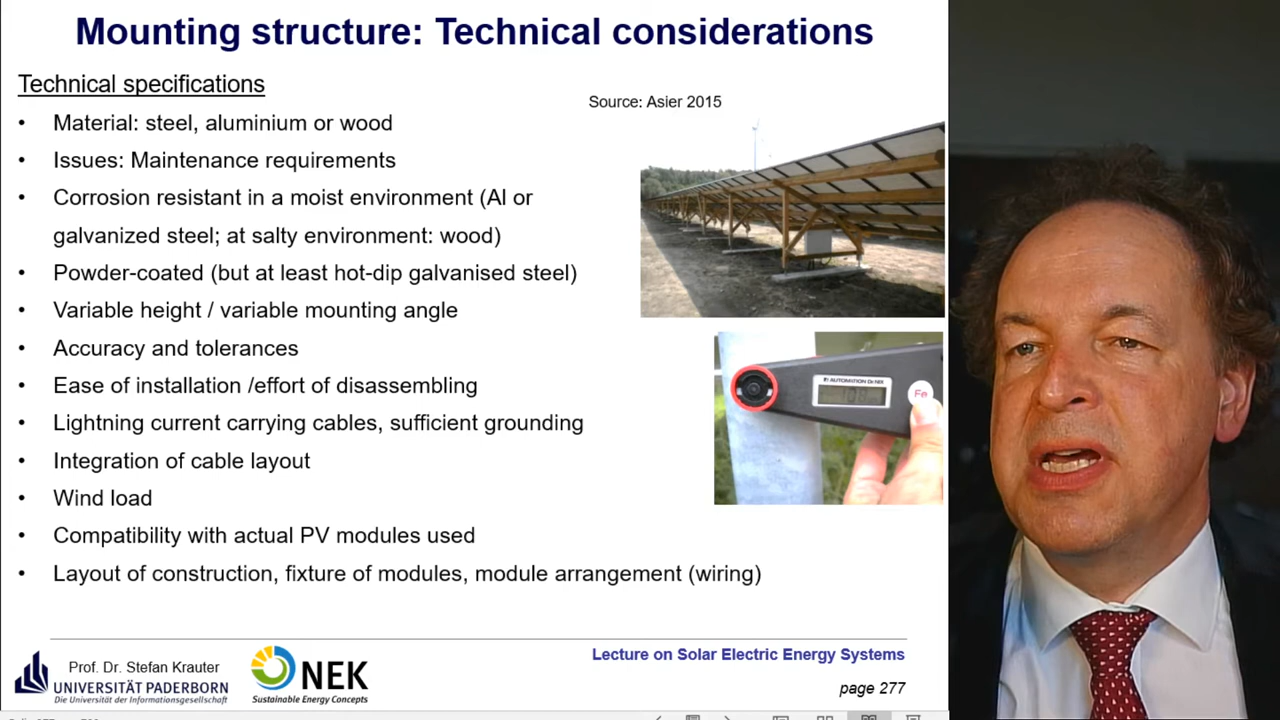 Mounting structure: Technical considerations
Technical specifications
Source: Asier 2015
• Material: steel, aluminium or wood
• Issues: Maintenance requirements
• Corrosion resistant in a moist environment (Al or
galvanized steel; at salty environment: wood)
• Powder-coated (but at least hot-dip galvanised steel)
• Variable height / variable mounting angle
• Accuracy and tolerances
• Ease of installation /effort of disassembling
• Lightning current carrying cables, sufficient grounding
• Integration of cable layout
• Wind load
• Compatibility with actual PV modules used
• Layout of construction, fixture of modules, module arrangement (wiring)
AUTOMATION Dr NIX
Fe
Prof. Dr. Stefan Krauter
UNIVERSITÄT PADERBORN
Die Universität der Informationsgesellschaft
NEK
Sustainable Energy Concepts
Lecture on Solar Electric Energy Systems
page 277